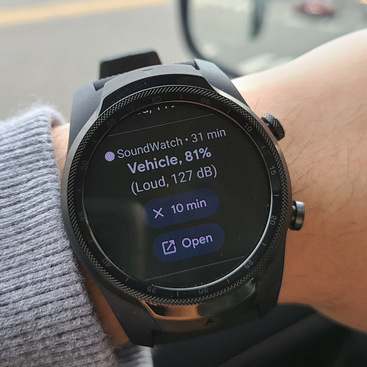 SoundWatch • 31 min
Vehicle, 81%
(Loud, 127 dB)
10 min
Open